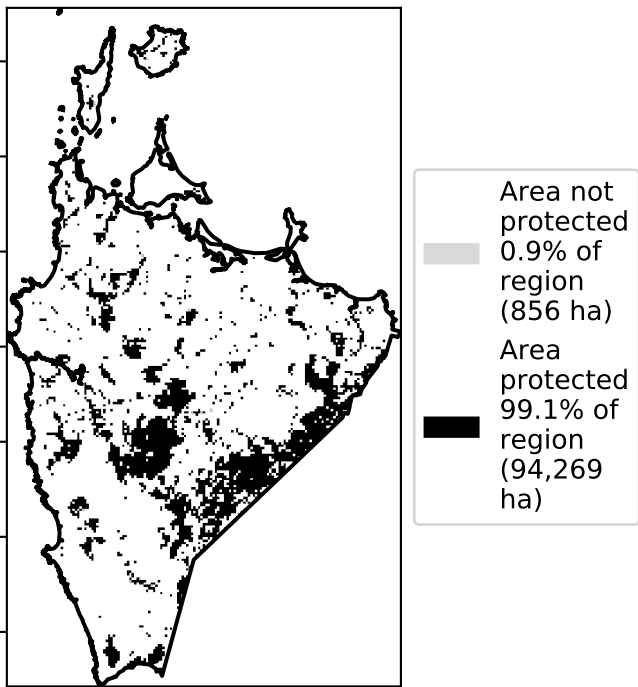 Area not
protected
0.9% of
region
(856 ha)
Area
protected
99.1% of
region
(94,269
ha)